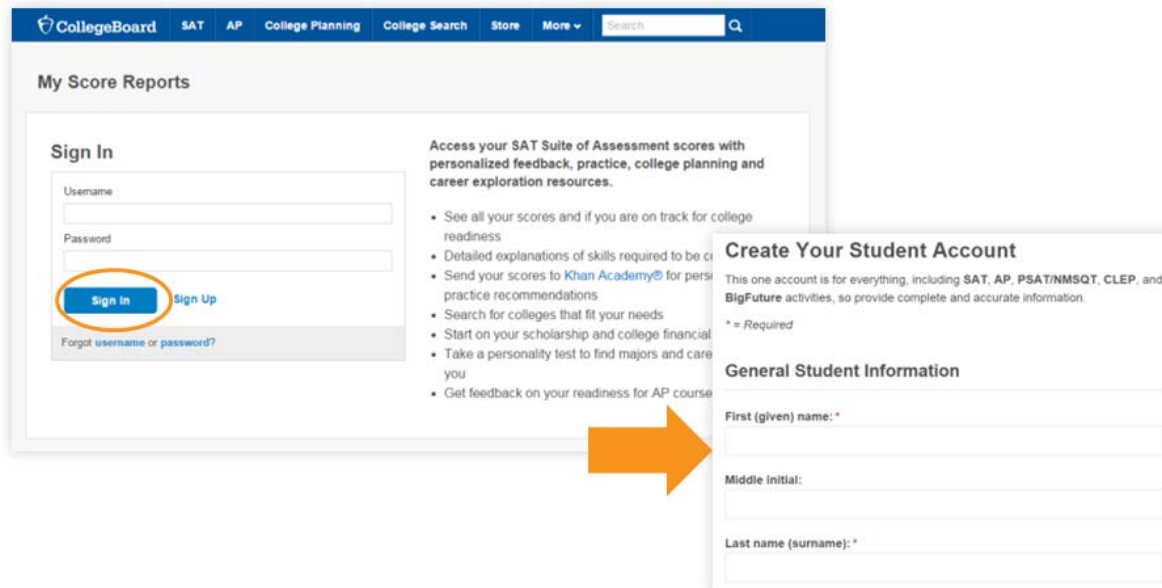 CollegeBoard SAT AP College Planning College Search Store More Search
My Score Reports
Sign In
Username
Password
Sign In Sign Up
Forgot username or password?
Access your SAT Suite of Assessment scores with
personalized feedback, practice, college planning and
career exploration resources.
• See all your scores and if you are on track for college
readiness
• Detailed explanations of skills required to be
• Send your scores to Khan Academy® for
practice recommendations
• Search for colleges that fit your needs
• Start on your scholarship and college financial
• Take a personality test to find majors and
you
• Get feedback on your readiness for AP
Create Your Student Account
This one account is for everything, including SAT, AP, PSAT/NMSQT, CLEP, and
BigFuture activities, so provide complete and accurate information.
* = Required
General Student Information
First (given) name: *
Middle initial:
Last name (surname): *